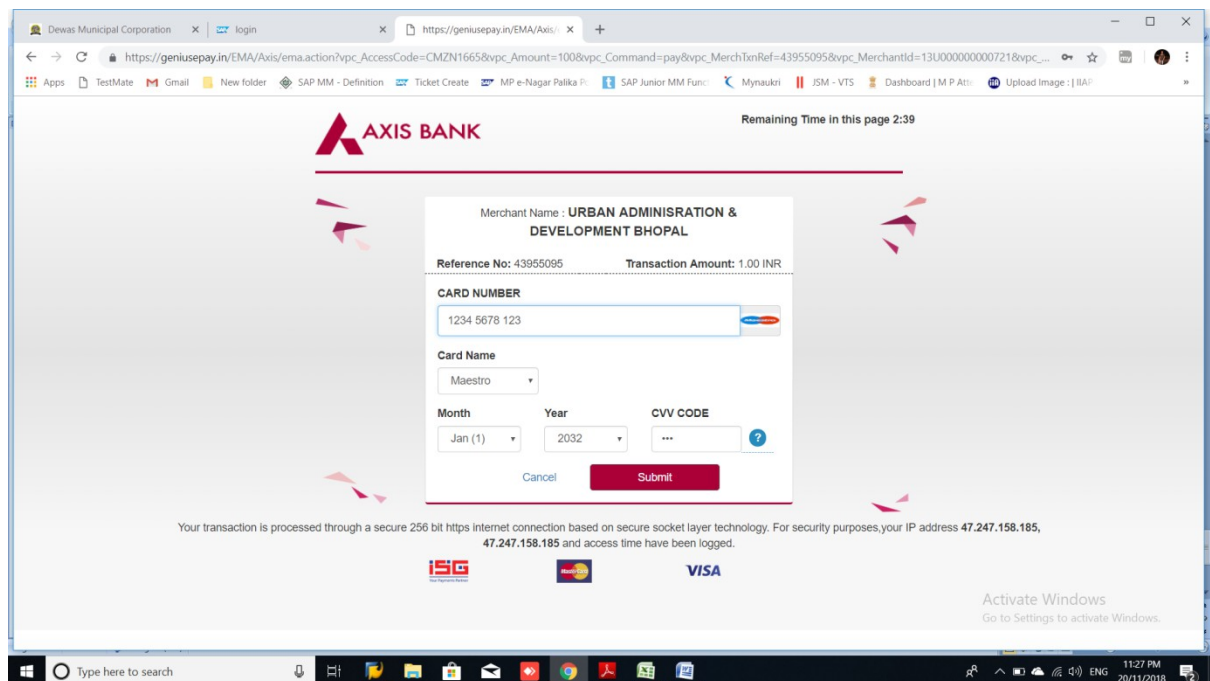 Dewas Municipal Corporation
login
https://geniusepay.in/EMA/Axis/
https://geniusepay.in/EMA/Axis/ema.action?vpc_AccessCode=CMZN1665&vpc_Amount=100&vpc_Command=pay&vpc_MerchTxnRef=43955095&vpc_MerchantId=13U000000000721&vpc_...
Apps TestMate Gmail New folder SAP MM - Definition Ticket Create MP e-Nagar Palika SAP Junior MM Func Mynaukri JSM - VTS Dashboard | M P Atte Upload Image : | IIAP »
AXIS BANK
Remaining Time in this page 2:39
Merchant Name : URBAN ADMINISRATION &
DEVELOPMENT BHOPAL
Reference No: 43955095 Transaction Amount: 1.00 INR
CARD NUMBER
1234 5678 123
Card Name
Maestro
Month Year CVV CODE
Jan (1) 2032 ••• ?
Cancel Submit
Your transaction is processed through a secure 256 bit https internet connection based on secure socket layer technology. For security purposes,your IP address 47.247.158.185,
47.247.158.185 and access time have been logged.
ISG VISA
Activate Windows
Go to Settings to activate Windows.
Type here to search
ENG
11:27 PM
20/11/2018